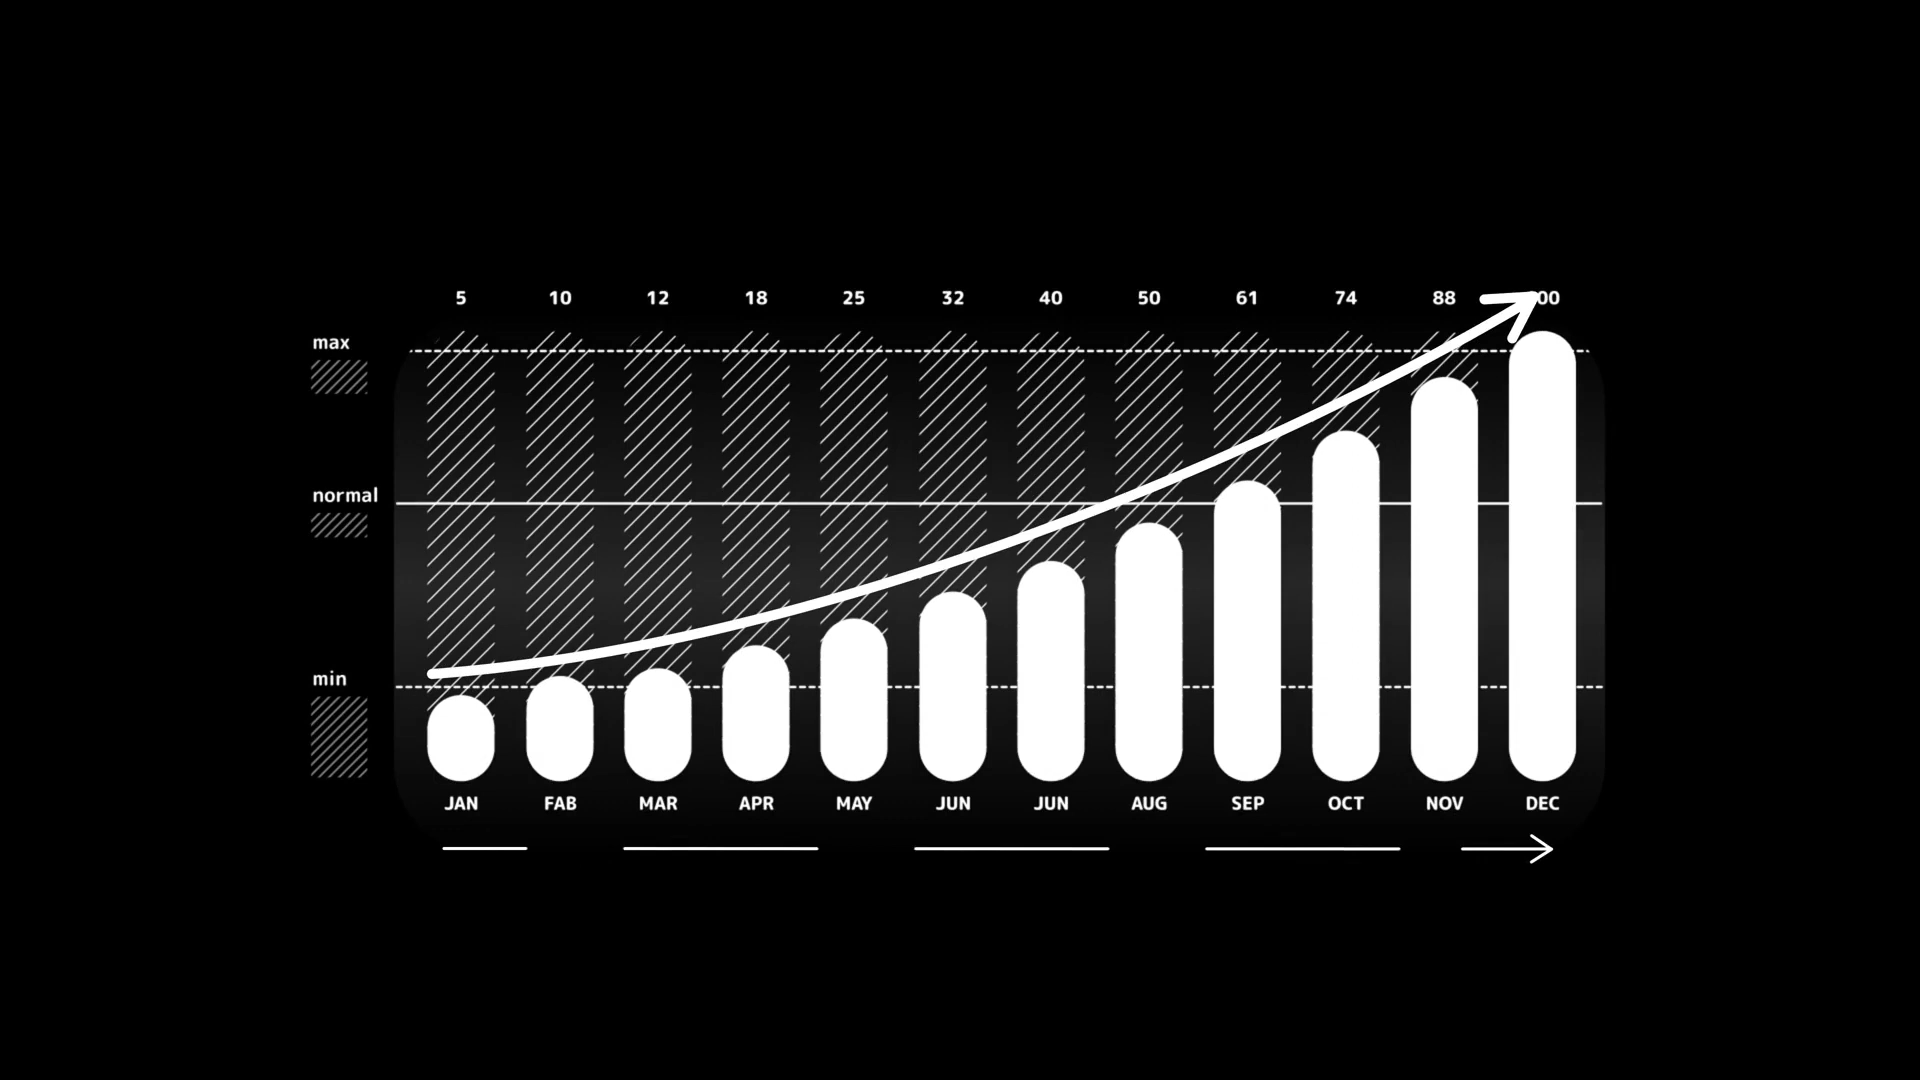 5 10 12 18 25 32 40 50 61 74 88 00
max
normal
min
JAN FAB MAR APR MAY JUN JUN AUG SEP OCT NOV DEC